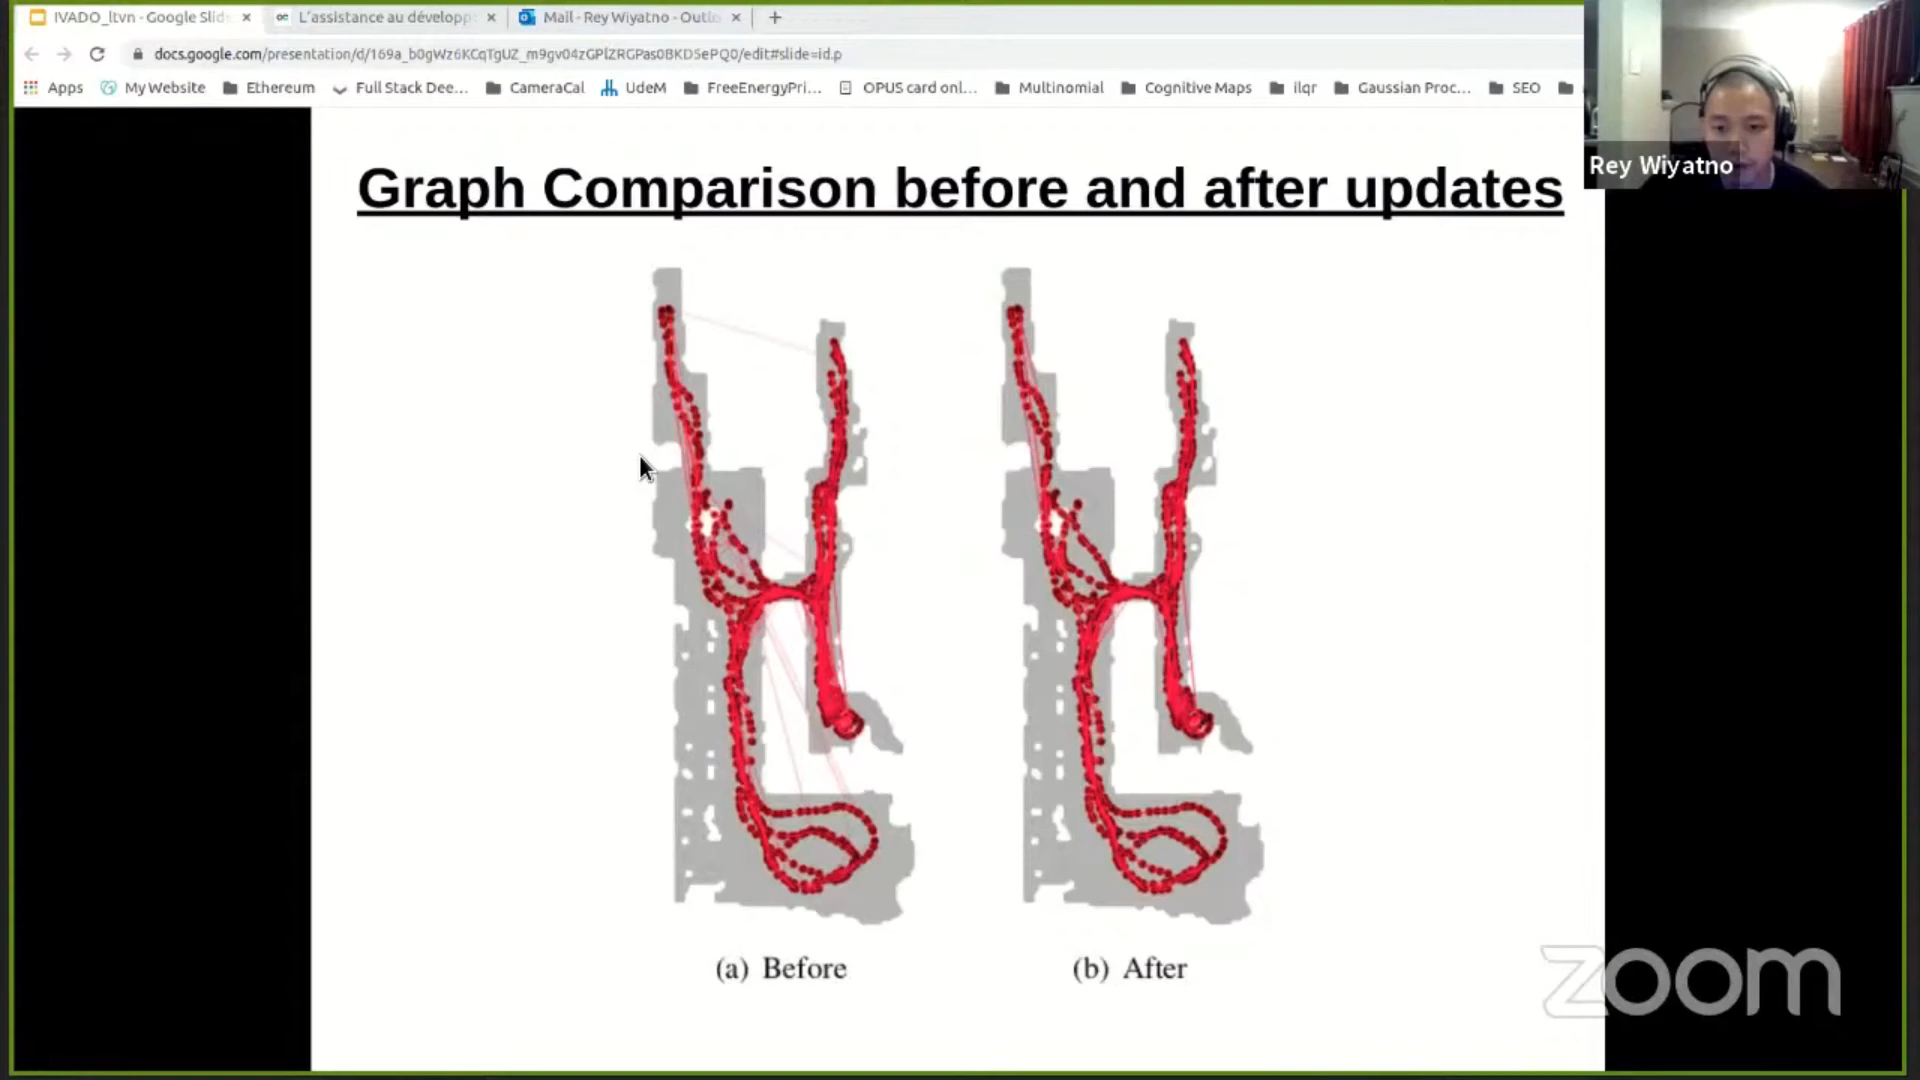 IVADO_ltvn - Google Slid
L'assistance au développ
Mail - Rey Wiyatno - Outlo
docs.google.com/presentation/d/169a_b0gWz6KCqTgUZ_m9gv04zGPlZRGPas0BKD5ePQ0/edit#slide=id.p
Apps
My Website
Ethereum
Full Stack Dee...
CameraCal
UdeM
FreeEnergyPri...
OPUS card onl...
Multinomial
Cognitive Maps
ilqr
Gaussian Proc...
SEO
Rey Wiyatno
Graph Comparison before and after updates
(a) Before
(b) After
zoom